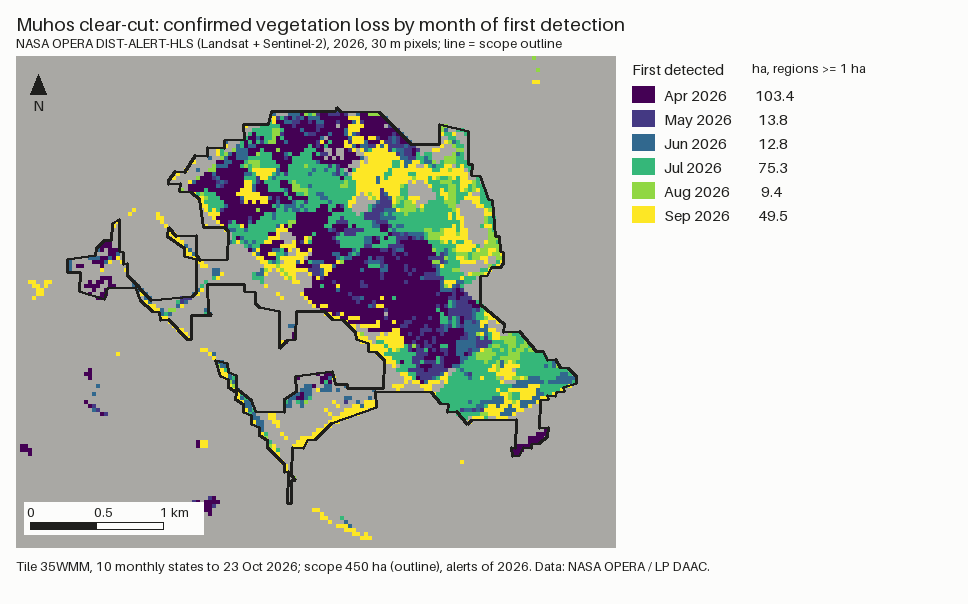 Muhos clear-cut: confirmed vegetation loss by month of first detection
NASA OPERA DIST-ALERT-HLS (Landsat + Sentinel-2), 2026, 30 m pixels; line = scope outline
N
First detected ha, regions >= 1 ha
Apr 2026 103.4
May 2026 13.8
Jun 2026 12.8
Jul 2026 75.3
Aug 2026 9.4
Sep 2026 49.5
0 0.5 1 km
Tile 35WMM, 10 monthly states to 23 Oct 2026; scope 450 ha (outline), alerts of 2026. Data: NASA OPERA / LP DAAC.